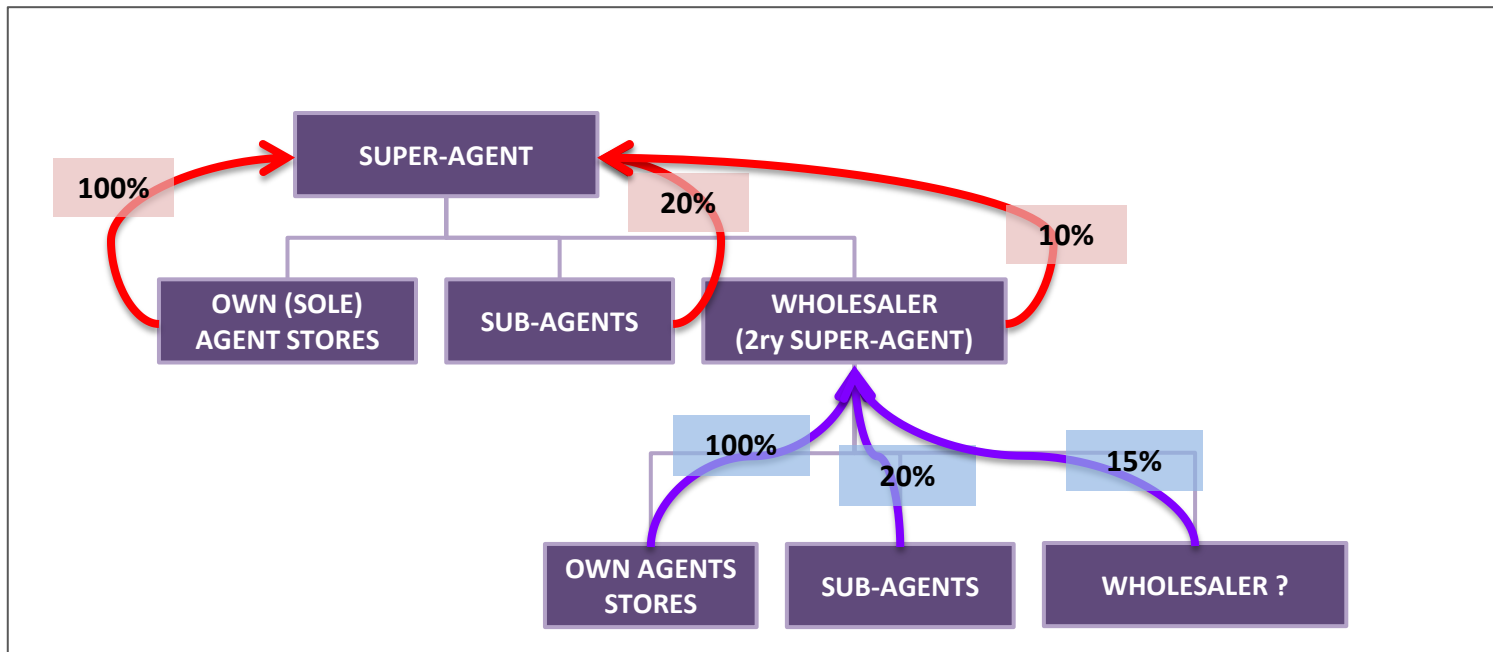 SUPER-AGENT
100%
20%
10%
OWN (SOLE)
AGENT STORES
SUB-AGENTS
WHOLESALER
(2ry SUPER-AGENT)
100%
20%
15%
OWN AGENTS
STORES
SUB-AGENTS
WHOLESALER ?